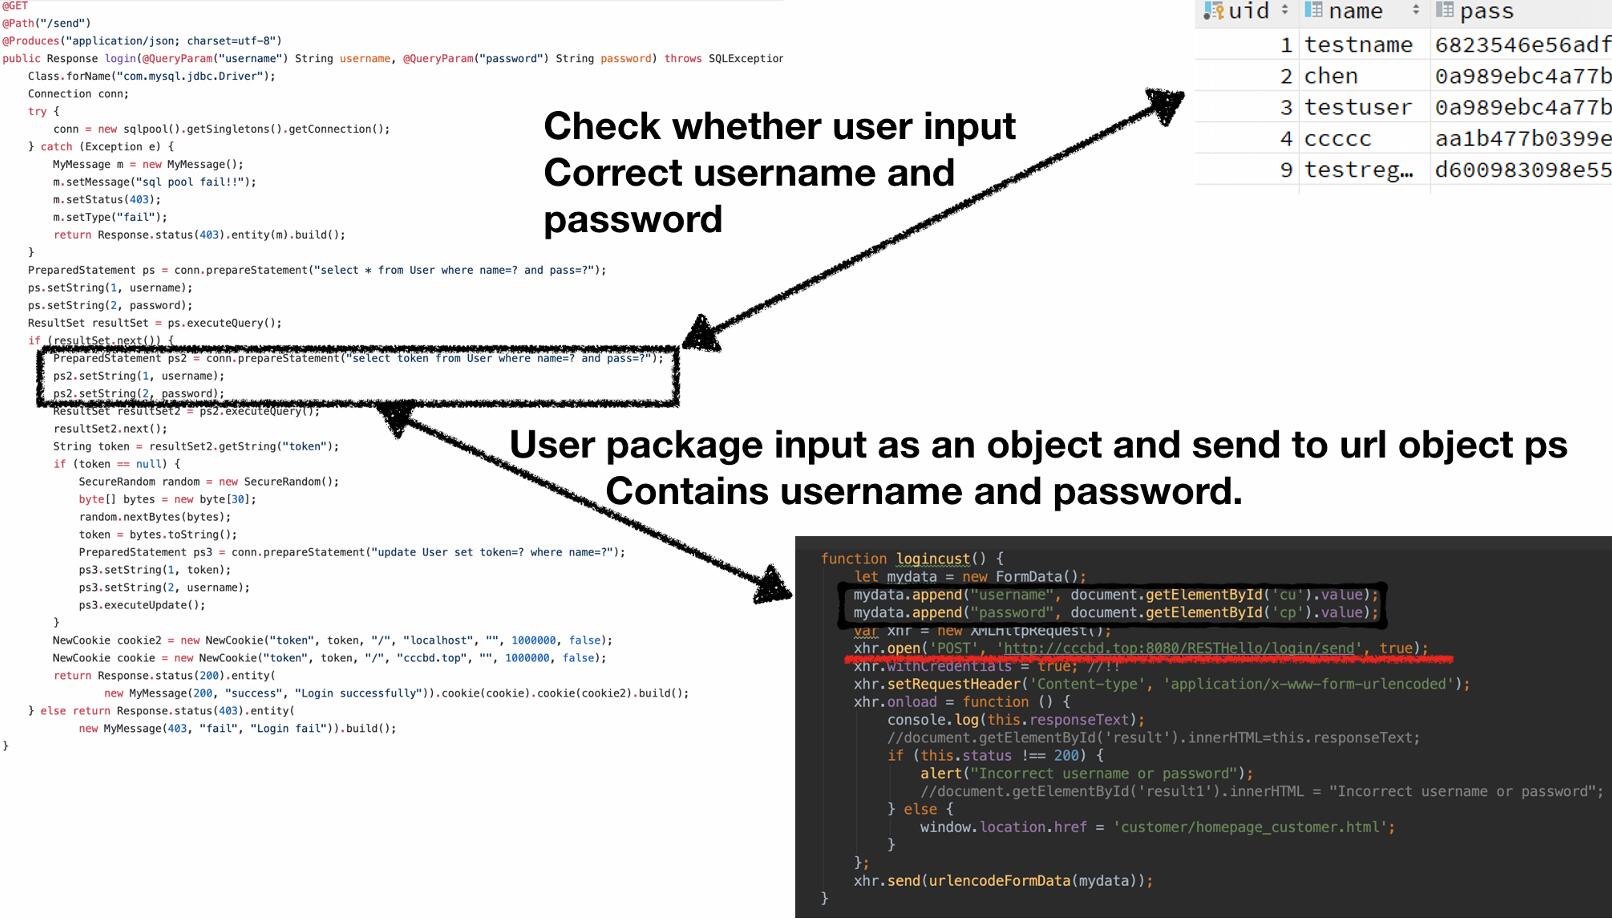 @GET
@Path("/send")
@Produces("application/json; charset=utf-8")
public Response login(@QueryParam("username") String username, @QueryParam("password") String password) throws SQLException
Class.forName("com.mysql.jdbc.Driver");
Connection conn;
try {
conn = new sqlpool().getSingletons().getConnection();
} catch (Exception e) {
MyMessage m = new MyMessage();
m.setMessage("sql pool fail!!");
m.setStatus(403);
m.setType("fail");
return Response.status(403).entity(m).build();
}
PreparedStatement ps = conn.prepareStatement("select * from User where name=? and pass=?");
ps.setString(1, username);
ps.setString(2, password);
ResultSet resultSet = ps.executeQuery();
if (resultSet.next()) {
PreparedStatement ps2 = conn.prepareStatement("select token from User where name=? and pass=?");
ps2.setString(1, username);
ps2.setString(2, password);
ResultSet resultSet2 = ps2.executeQuery();
resultSet2.next();
String token = resultSet2.getString("token");
if (token == null) {
SecureRandom random = new SecureRandom();
byte[] bytes = new byte[30];
random.nextBytes(bytes);
token = bytes.toString();
PreparedStatement ps3 = conn.prepareStatement("update User set token=? where name=?");
ps3.setString(1, token);
ps3.setString(2, username);
ps3.executeUpdate();
}
NewCookie cookie2 = new NewCookie("token", token, "/", "localhost", "", 1000000, false);
NewCookie cookie = new NewCookie("token", token, "/", "cccbd.top", "", 1000000, false);
return Response.status(200).entity(
new MyMessage(200, "success", "Login successfully")).cookie(cookie).cookie(cookie2).build();
} else return Response.status(403).entity(
new MyMessage(403, "fail", "Login fail")).build();
}
Check whether user input
Correct username and
password
uid name pass
1 testname 6823546e56adf
2 chen 0a989ebc4a77b
3 testuser 0a989ebc4a77b
4 ccccc aa1b477b0399e
9 testreg… d600983098e55
User package input as an object and send to url object ps
Contains username and password.
function logincust() {
let mydata = new FormData();
mydata.append("username", document.getElementById('cu').value);
mydata.append("password", document.getElementById('cp').value);
var xhr = new XMLHttpRequest();
xhr.open('POST', 'http://cccbd.top:8080/RESTHello/login/send', true);
xhr.withCredentials = true; //!!
xhr.setRequestHeader('Content-type', 'application/x-www-form-urlencoded');
xhr.onload = function () {
console.log(this.responseText);
//document.getElementById('result').innerHTML=this.responseText;
if (this.status !== 200) {
alert("Incorrect username or password");
//document.getElementById('result1').innerHTML = "Incorrect username or password";
} else {
window.location.href = 'customer/homepage_customer.html';
}
};
xhr.send(urlencodeFormData(mydata));
}